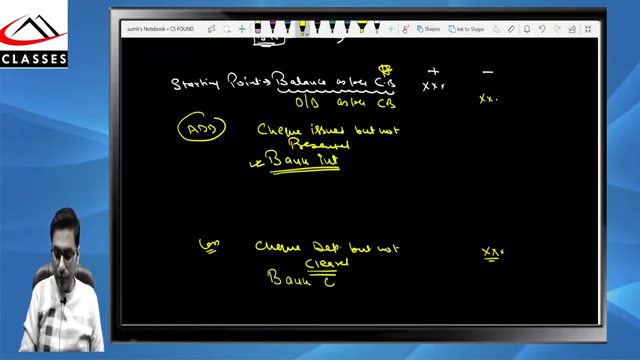 sumit's Notebook » CS FOUND
Shapes
Ink to Shape
CLASSES
+ -
Starting Point → Balance as per C.B xxx
O/D as per CB xx.
ADD Cheque issued but not
Presented
Bank int
Less Cheque Dep. but not xxx
cleared
Bank C